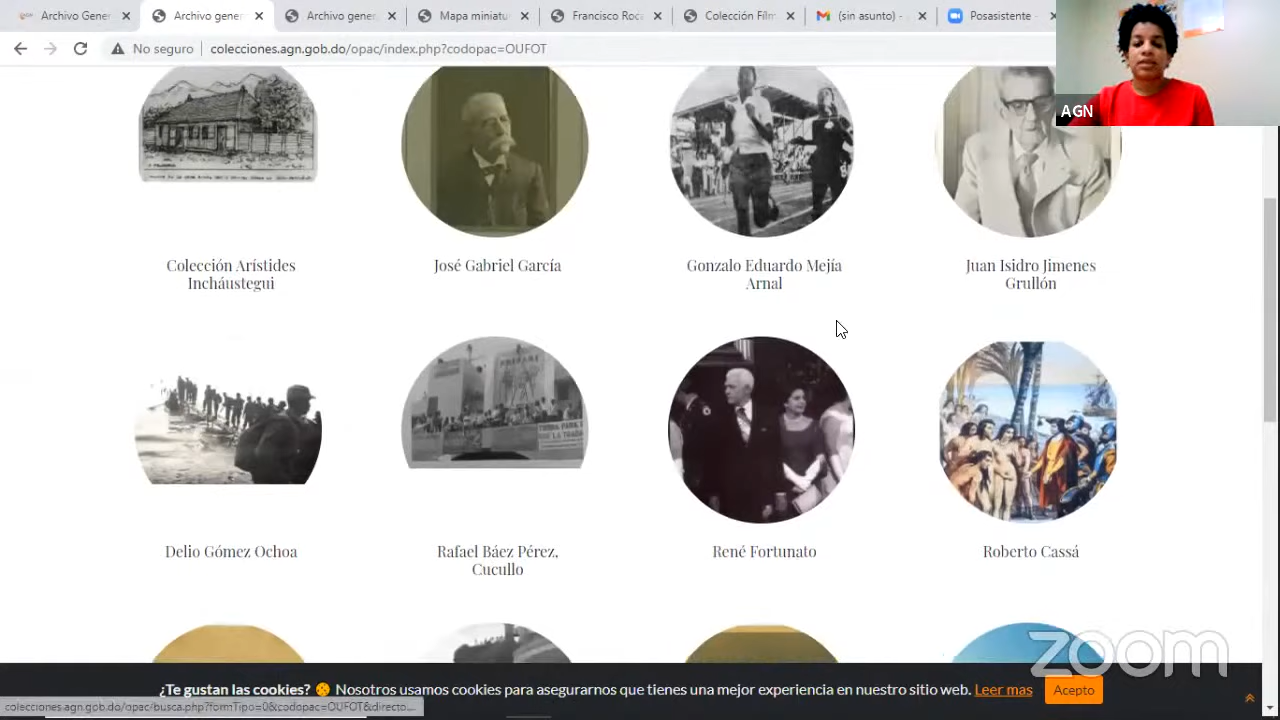 Archivo Gener
Archivo gener
Archivo gener
Mapa miniatu
Francisco Roca
Colección Film
(sin asunto) -
Posasistente -
No seguro
colecciones.agn.gob.do/opac/index.php?codopac=OUFOT
AGN
Colección Arístides
Incháustegui
José Gabriel García
Gonzalo Eduardo Mejía
Arnal
Juan Isidro Jimenes
Grullón
Delio Gómez Ochoa
Rafael Báez Pérez,
Cucullo
René Fortunato
Roberto Cassá
zoom
¿Te gustan las cookies? Nosotros usamos cookies para asegurarnos que tienes una mejor experiencia en nuestro sitio web. Leer mas
Acepto
colecciones.agn.gob.do/opac/busca.php?formTipo=0&codopac=OUFOT&directo...